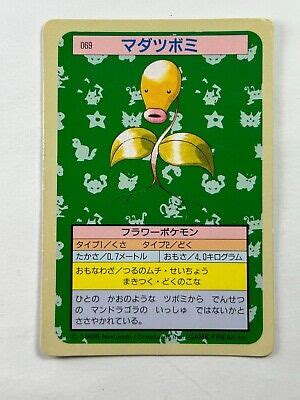 069 マダツボミ
フラワーポケモン
タイプ1/くさ タイプ2/どく
たかさ/0.7メートル おもさ/4.0キログラム
おもなわざ/つるのムチ・せいちょう
まきつく・どくのこな
ひとの かおのような ツボミから でんせつ
の マンドラゴラの いっしゅ ではないかと
ささやかれている。
GAME FREAK inc.